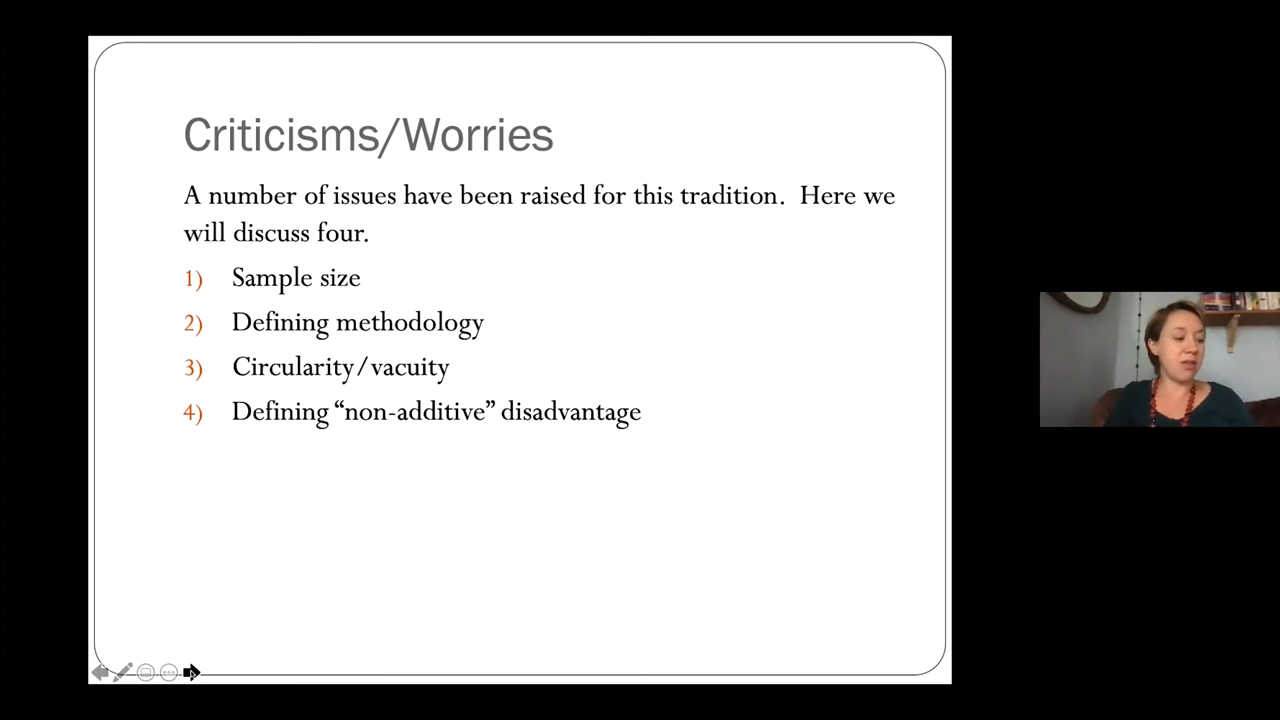 Criticisms/Worries
A number of issues have been raised for this tradition.  Here we
will discuss four.
1) Sample size
2) Defining methodology
3) Circularity/vacuity
4) Defining “non-additive” disadvantage